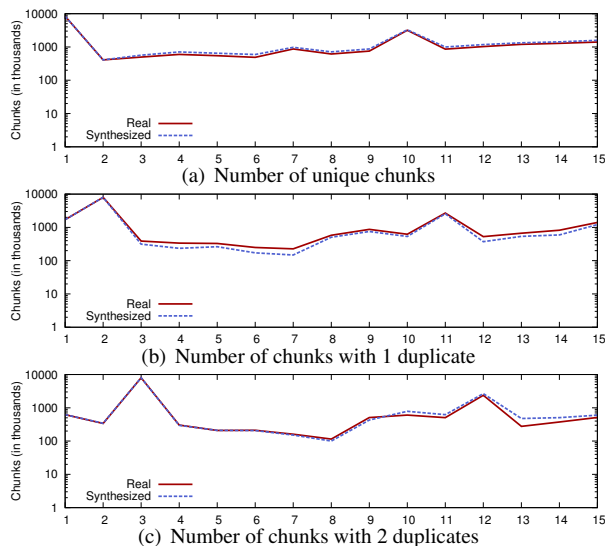 10000
1000
100
10
1
Chunks (in thousands)
Real
Synthesized
1 2 3 4 5 6 7 8 9 10 11 12 13 14 15
(a) Number of unique chunks
10000
1000
100
10
1
Chunks (in thousands)
Real
Synthesized
1 2 3 4 5 6 7 8 9 10 11 12 13 14 15
(b) Number of chunks with 1 duplicate
10000
1000
100
10
1
Chunks (in thousands)
Real
Synthesized
1 2 3 4 5 6 7 8 9 10 11 12 13 14 15
(c) Number of chunks with 2 duplicates